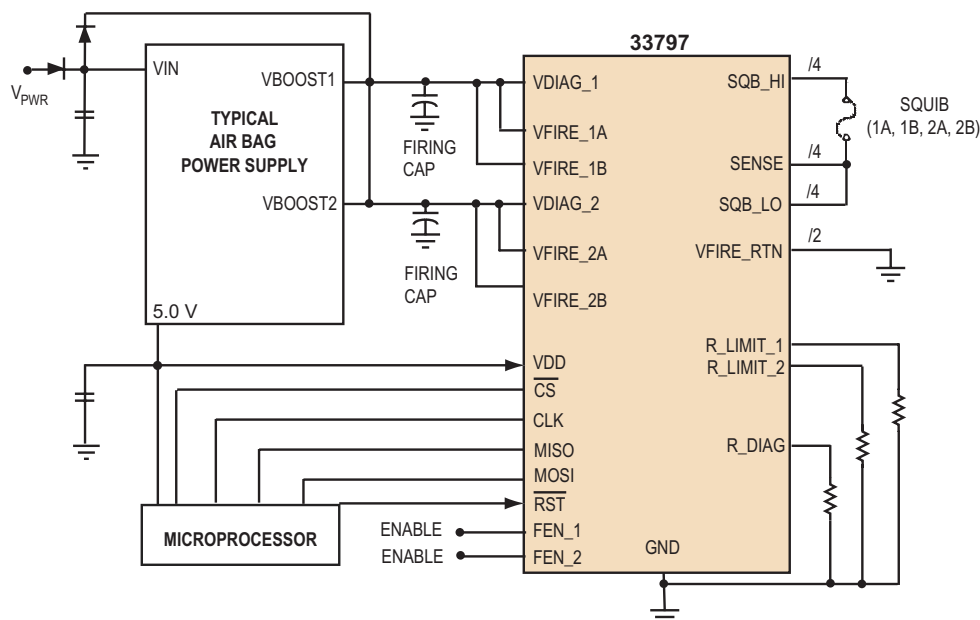 33797
VIN
VPWR
TYPICAL
AIR BAG
POWER SUPPLY
VBOOST1
VBOOST2
5.0 V
FIRING
CAP
FIRING
CAP
VDIAG_1
VFIRE_1A
VFIRE_1B
VDIAG_2
VFIRE_2A
VFIRE_2B
VDD
CS
CLK
MISO
MOSI
RST
FEN_1
FEN_2
ENABLE
ENABLE
MICROPROCESSOR
GND
SQB_HI
SENSE
SQB_LO
VFIRE_RTN
R_LIMIT_1
R_LIMIT_2
R_DIAG
/4
/4
/4
/2
SQUIB
(1A, 1B, 2A, 2B)